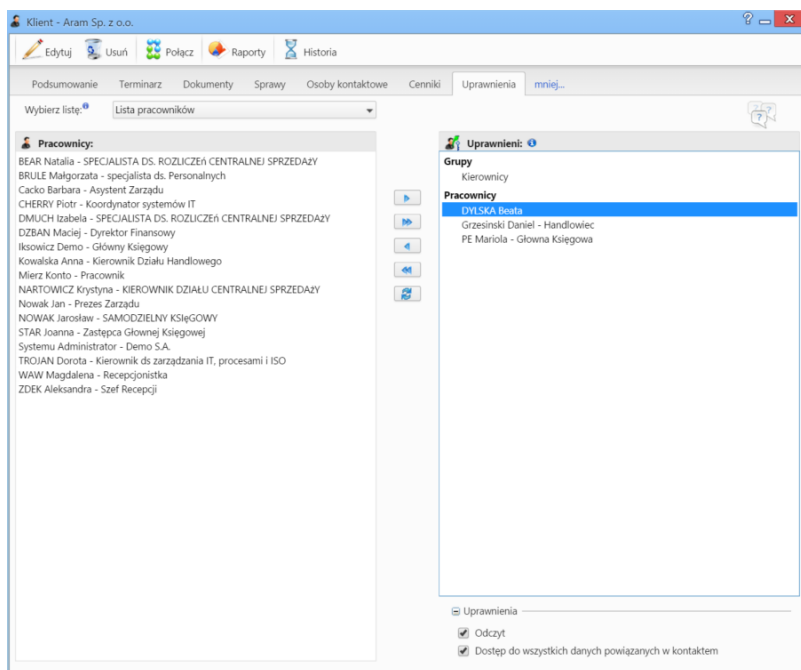 Klient - Aram Sp. z o.o.
Edytuj Usuń Połącz Raporty Historia
Podsumowanie Terminarz Dokumenty Sprawy Osoby kontaktowe Cenniki Uprawnienia mniej...
Wybierz listę: Lista pracowników
Pracownicy:
BEAR Natalia - SPECJALISTA DS. ROZLICZEń CENTRALNEJ SPRZEDAżY
BRULE Małgorzata - specjalista ds. Personalnych
Cacko Barbara - Asystent Zarządu
CHERRY Piotr - Koordynator systemów IT
DMUCH Izabela - SPECJALISTA DS. ROZLICZEń CENTRALNEJ SPRZEDAżY
DZBAN Maciej - Dyrektor Finansowy
Iksowicz Demo - Główny Księgowy
Kowalska Anna - Kierownik Działu Handlowego
Mierz Konto - Pracownik
NARTOWICZ Krystyna - KIEROWNIK DZIAŁU CENTRALNEJ SPRZEDAżY
Nowak Jan - Prezes Zarządu
NOWAK Jarosław - SAMODZIELNY KSIęGOWY
STAR Joanna - Zastępca Głownej Księgowej
Systemu Administrator - Demo S.A.
TROJAN Dorota - Kierownik ds zarządzania IT, procesami i ISO
WAW Magdalena - Recepcjonistka
ZDEK Aleksandra - Szef Recepcji
Uprawnieni:
Grupy
Kierownicy
Pracownicy
DYLSKA Beata
Grzesinski Daniel - Handlowiec
PE Mariola - Głowna Księgowa
Uprawnienia
Odczyt
Dostęp do wszystkich danych powiązanych w kontaktem